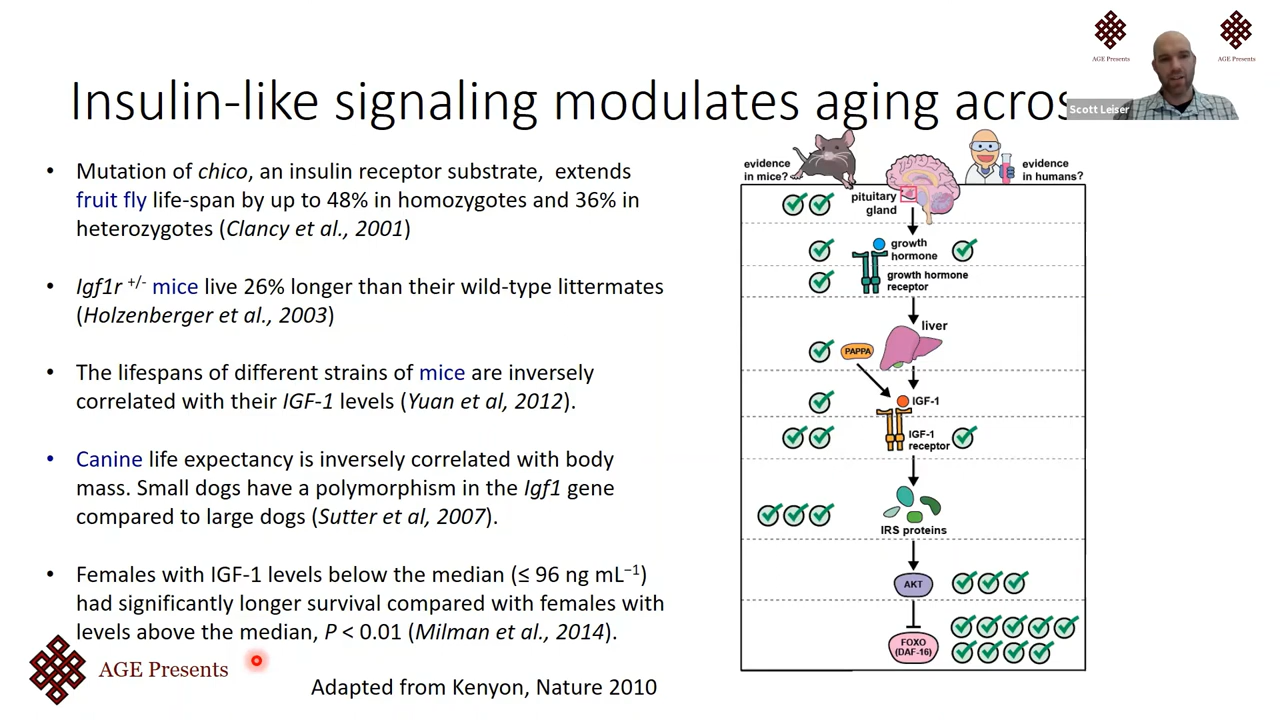 AGE Presents
AGE Presents
Scott Leiser
Insulin-like signaling modulates aging acros
• Mutation of chico, an insulin receptor substrate, extends
fruit fly life-span by up to 48% in homozygotes and 36% in
heterozygotes (Clancy et al., 2001)
• Igf1r +/- mice live 26% longer than their wild-type littermates
(Holzenberger et al., 2003)
• The lifespans of different strains of mice are inversely
correlated with their IGF-1 levels (Yuan et al, 2012).
• Canine life expectancy is inversely correlated with body
mass. Small dogs have a polymorphism in the Igf1 gene
compared to large dogs (Sutter et al, 2007).
• Females with IGF-1 levels below the median (≤ 96 ng mL⁻¹)
had significantly longer survival compared with females with
levels above the median, P < 0.01 (Milman et al., 2014).
AGE Presents
Adapted from Kenyon, Nature 2010
evidence
in mice?
evidence
in humans?
pituitary
gland
growth
hormone
growth hormone
receptor
liver
PAPPA
IGF-1
IGF-1
receptor
IRS proteins
AKT
FOXO
(DAF-16)